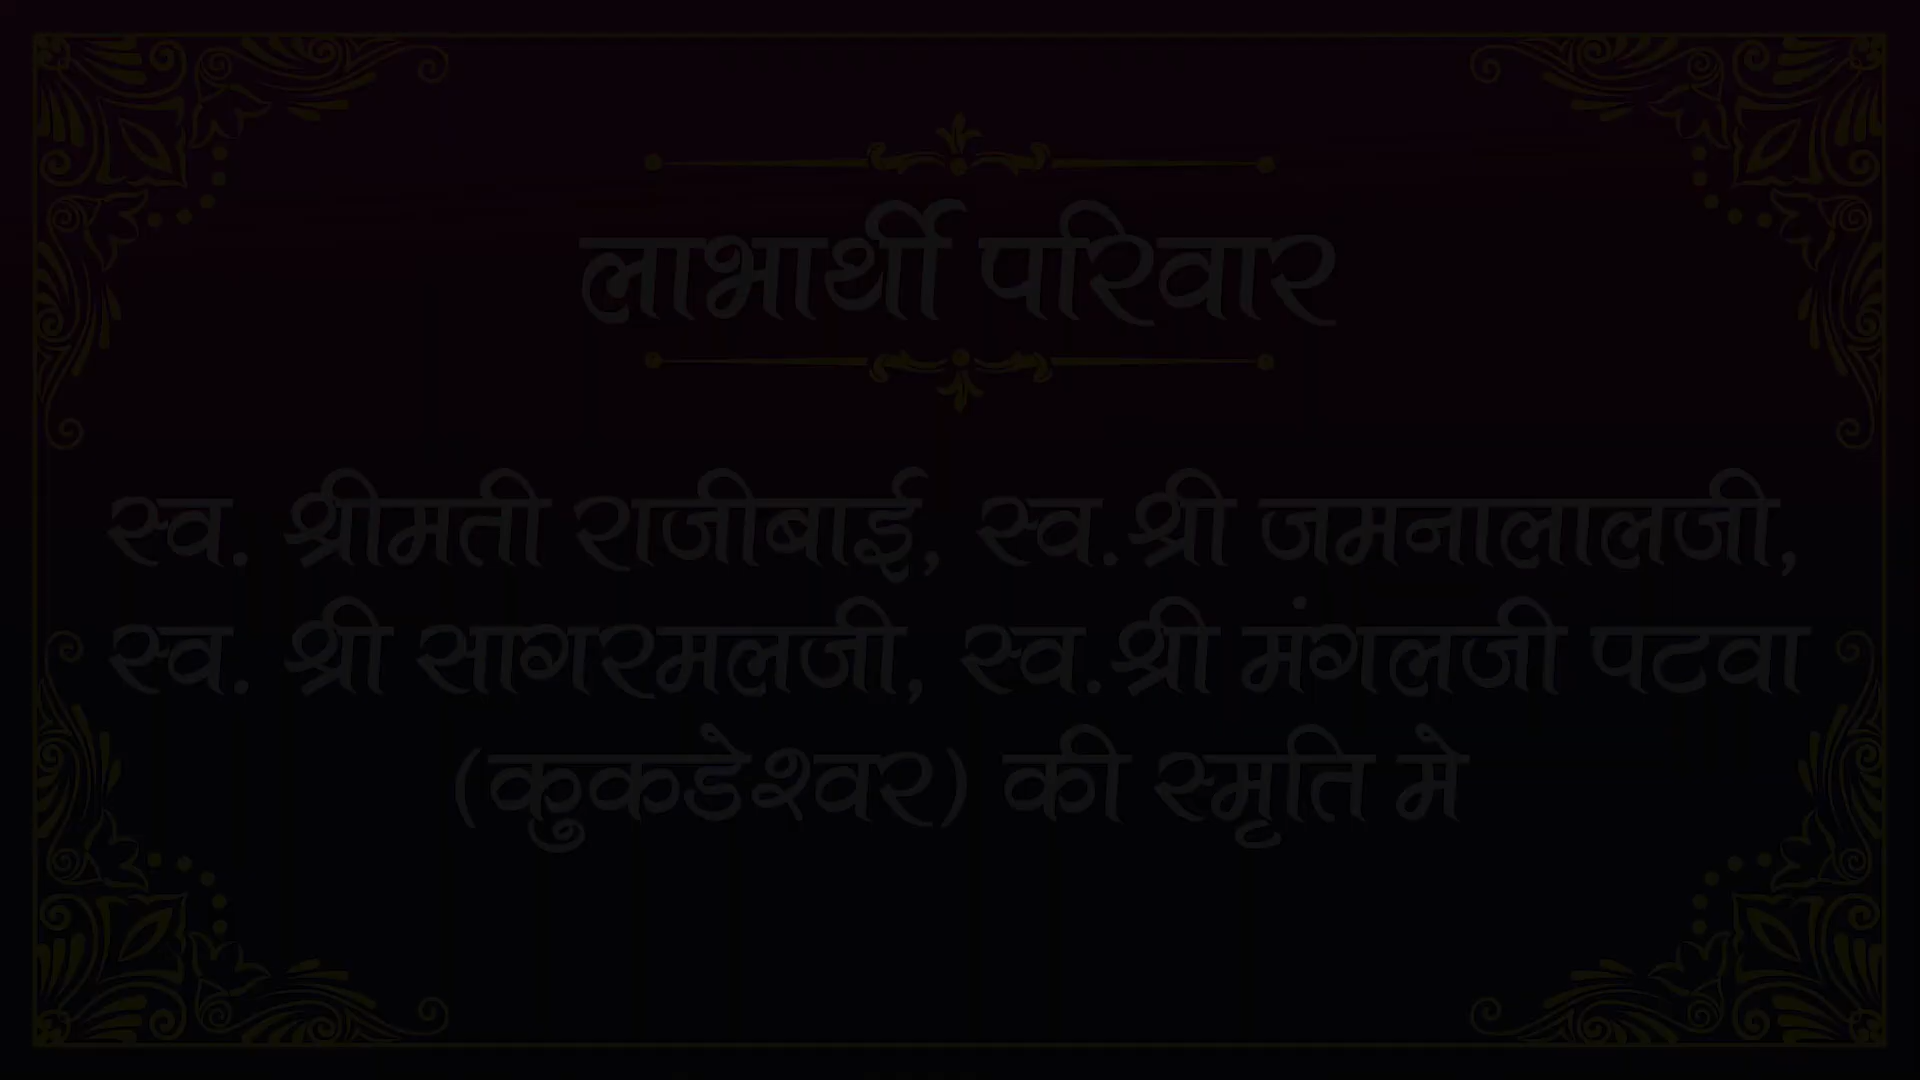 लाभार्थी परिवार
स्व. श्रीमती राजीबाई, स्व.श्री जमनालालजी,
स्व. श्री सागरमलजी, स्व.श्री मंगलजी पटवा
(कुकडेश्वर) की स्मृति मे